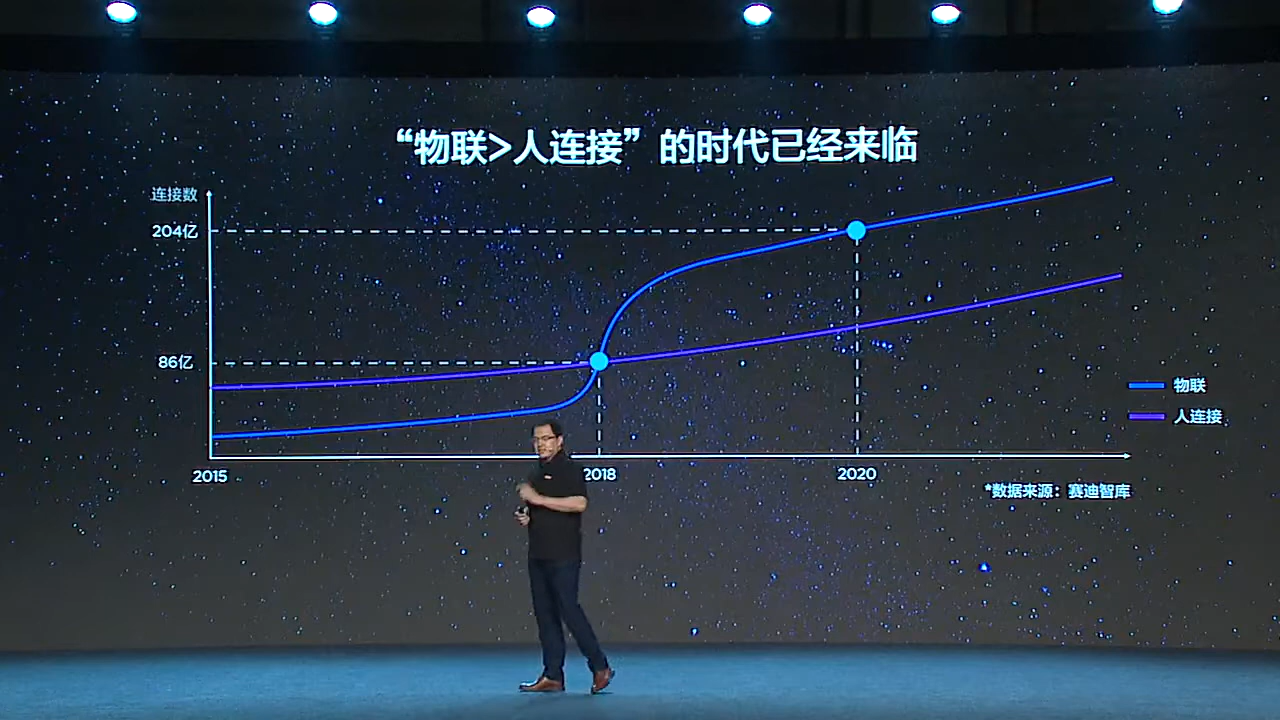 “物联>人连接”的时代已经来临
连接数
204亿
86亿
物联
人连接
2015
2018
2020
*数据来源：赛迪智库